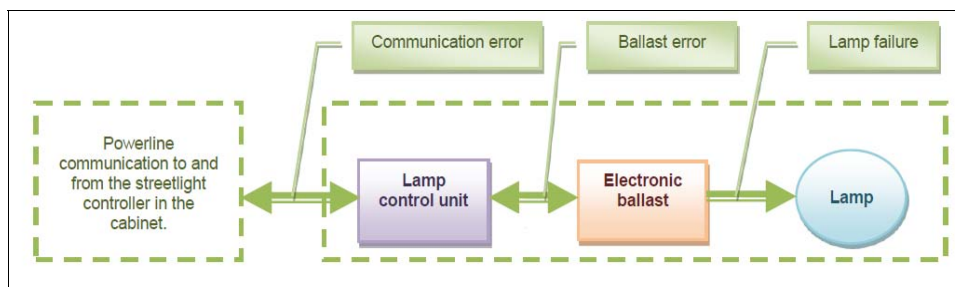 Communication error
Ballast error
Lamp failure
Powerline
communication to and
from the streetlight
controller in the
cabinet.
Lamp
control unit
Electronic
ballast
Lamp